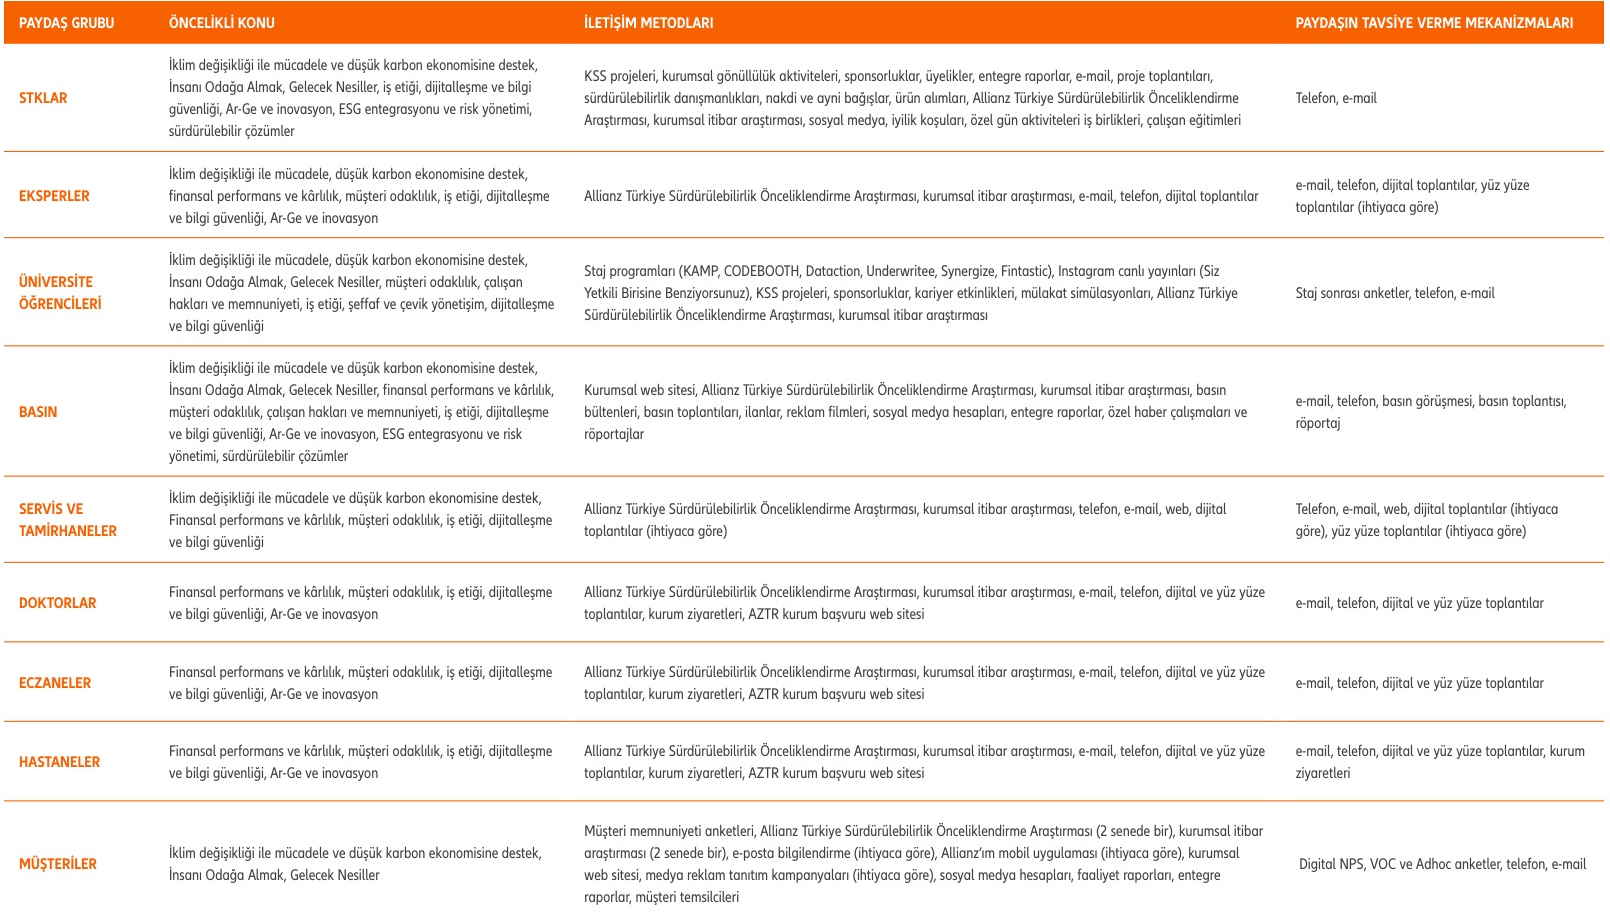 PAYDAŞ GRUBU
ÖNCELİKLİ KONU
İLETİŞİM METODLARI
PAYDAŞIN TAVSİYE VERME MEKANİZMALARI
STKLAR
İklim değişikliği ile mücadele ve düşük karbon ekonomisine destek,
İnsanı Odağa Almak, Gelecek Nesiller, iş etiği, dijitalleşme ve bilgi
güvenliği, Ar-Ge ve inovasyon, ESG entegrasyonu ve risk yönetimi,
sürdürülebilir çözümler
KSS projeleri, kurumsal gönüllülük aktiviteleri, sponsorluklar, üyelikler, entegre raporlar, e-mail, proje toplantıları,
sürdürülebilirlik danışmanlıkları, nakdi ve ayni bağışlar, ürün alımları, Allianz Türkiye Sürdürülebilirlik Önceliklendirme
Araştırması, kurumsal itibar araştırması, sosyal medya, iyilik koşuları, özel gün aktiviteleri iş birlikleri, çalışan eğitimleri
Telefon, e-mail
EKSPERLER
İklim değişikliği ile mücadele, düşük karbon ekonomisine destek,
finansal performans ve kârlılık, müşteri odaklılık, iş etiği, dijitalleşme
ve bilgi güvenliği, Ar-Ge ve inovasyon
Allianz Türkiye Sürdürülebilirlik Önceliklendirme Araştırması, kurumsal itibar araştırması, e-mail, telefon, dijital toplantılar
e-mail, telefon, dijital toplantılar, yüz yüze
toplantılar (ihtiyaca göre)
ÜNİVERSİTE
ÖĞRENCİLERİ
İklim değişikliği ile mücadele, düşük karbon ekonomisine destek,
İnsanı Odağa Almak, Gelecek Nesiller, müşteri odaklılık, çalışan
hakları ve memnuniyeti, iş etiği, şeffaf ve çevik yönetişim, dijitalleşme
ve bilgi güvenliği
Staj programları (KAMP, CODEBOOTH, Dataction, Underwritee, Synergize, Fintastic), Instagram canlı yayınları (Siz
Yetkili Birisine Benziyorsunuz), KSS projeleri, sponsorluklar, kariyer etkinlikleri, mülakat simülasyonları, Allianz Türkiye
Sürdürülebilirlik Önceliklendirme Araştırması, kurumsal itibar araştırması
Staj sonrası anketler, telefon, e-mail
BASIN
İklim değişikliği ile mücadele ve düşük karbon ekonomisine destek,
İnsanı Odağa Almak, Gelecek Nesiller, finansal performans ve kârlılık,
müşteri odaklılık, çalışan hakları ve memnuniyeti, iş etiği, dijitalleşme
ve bilgi güvenliği, Ar-Ge ve inovasyon, ESG entegrasyonu ve risk
yönetimi, sürdürülebilir çözümler
Kurumsal web sitesi, Allianz Türkiye Sürdürülebilirlik Önceliklendirme Araştırması, kurumsal itibar araştırması, basın
bültenleri, basın toplantıları, ilanlar, reklam filmleri, sosyal medya hesapları, entegre raporlar, özel haber çalışmaları ve
röportajlar
e-mail, telefon, basın görüşmesi, basın toplantısı,
röportaj
SERVİS VE
TAMİRHANELER
İklim değişikliği ile mücadele ve düşük karbon ekonomisine destek,
Finansal performans ve kârlılık, müşteri odaklılık, iş etiği, dijitalleşme
ve bilgi güvenliği
Allianz Türkiye Sürdürülebilirlik Önceliklendirme Araştırması, kurumsal itibar araştırması, telefon, e-mail, web, dijital
toplantılar (ihtiyaca göre)
Telefon, e-mail, web, dijital toplantılar (ihtiyaca
göre), yüz yüze toplantılar (ihtiyaca göre)
DOKTORLAR
Finansal performans ve kârlılık, müşteri odaklılık, iş etiği, dijitalleşme
ve bilgi güvenliği, Ar-Ge ve inovasyon
Allianz Türkiye Sürdürülebilirlik Önceliklendirme Araştırması, kurumsal itibar araştırması, e-mail, telefon, dijital ve yüz yüze
toplantılar, kurum ziyaretleri, AZTR kurum başvuru web sitesi
e-mail, telefon, dijital ve yüz yüze toplantılar
ECZANELER
Finansal performans ve kârlılık, müşteri odaklılık, iş etiği, dijitalleşme
ve bilgi güvenliği, Ar-Ge ve inovasyon
Allianz Türkiye Sürdürülebilirlik Önceliklendirme Araştırması, kurumsal itibar araştırması, e-mail, telefon, dijital ve yüz yüze
toplantılar, kurum ziyaretleri, AZTR kurum başvuru web sitesi
e-mail, telefon, dijital ve yüz yüze toplantılar
HASTANELER
Finansal performans ve kârlılık, müşteri odaklılık, iş etiği, dijitalleşme
ve bilgi güvenliği, Ar-Ge ve inovasyon
Allianz Türkiye Sürdürülebilirlik Önceliklendirme Araştırması, kurumsal itibar araştırması, e-mail, telefon, dijital ve yüz yüze
toplantılar, kurum ziyaretleri, AZTR kurum başvuru web sitesi
e-mail, telefon, dijital ve yüz yüze toplantılar, kurum
ziyaretleri
MÜŞTERİLER
İklim değişikliği ile mücadele ve düşük karbon ekonomisine destek,
İnsanı Odağa Almak, Gelecek Nesiller
Müşteri memnuniyeti anketleri, Allianz Türkiye Sürdürülebilirlik Önceliklendirme Araştırması (2 senede bir), kurumsal itibar
araştırması (2 senede bir), e-posta bilgilendirme (ihtiyaca göre), Allianz'ım mobil uygulaması (ihtiyaca göre), kurumsal
web sitesi, medya reklam tanıtım kampanyaları (ihtiyaca göre), sosyal medya hesapları, faaliyet raporları, entegre
raporlar, müşteri temsilcileri
Digital NPS, VOC ve Adhoc anketler, telefon, e-mail